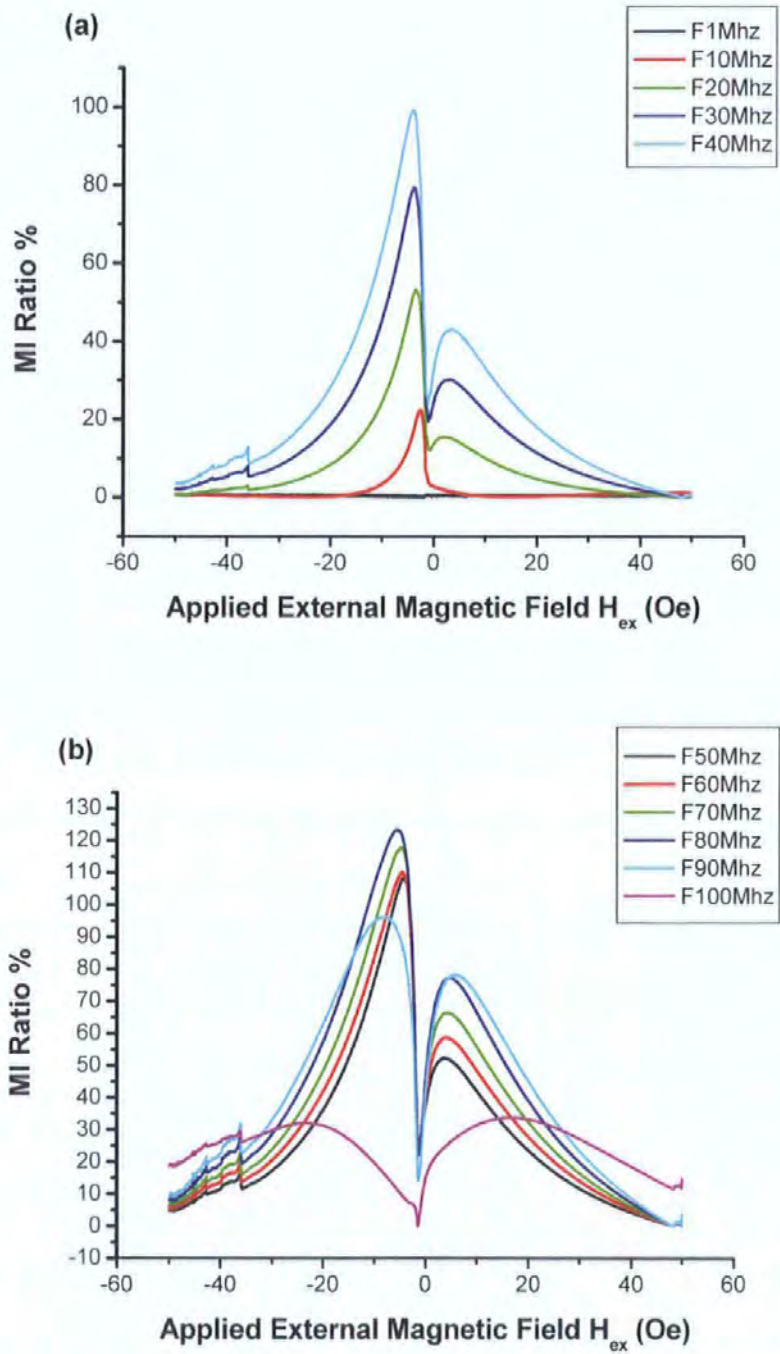 (a)
F1Mhz
F10Mhz
F20Mhz
F30Mhz
F40Mhz
100
80
60
40
20
0
MI Ratio %
-60 -40 -20 0 20 40 60
Applied External Magnetic Field Hex (Oe)
(b)
F50Mhz
F60Mhz
F70Mhz
F80Mhz
F90Mhz
F100Mhz
130
120
110
100
90
80
70
60
50
40
30
20
10
0
-10
MI Ratio %
-60 -40 -20 0 20 40 60
Applied External Magnetic Field Hex (Oe)